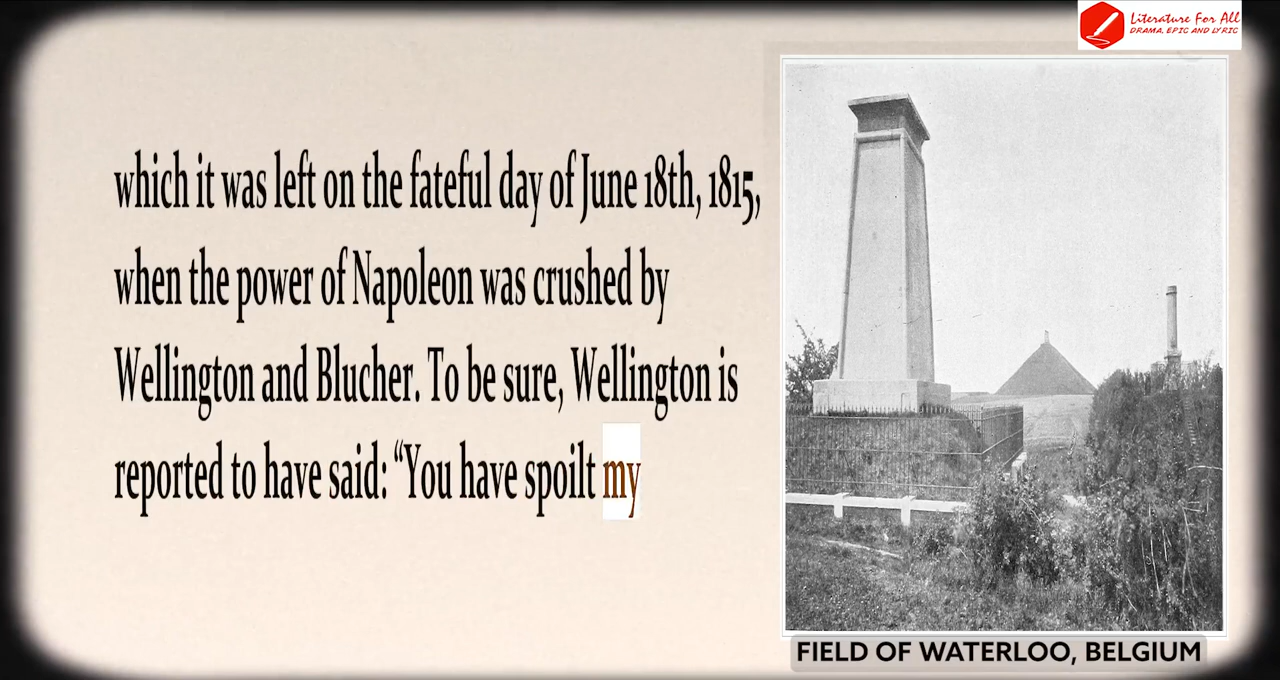 Literature For All
DRAMA, EPIC AND LYRIC
which it was left on the fateful day of June 18th, 1815,
when the power of Napoleon was crushed by
Wellington and Blucher. To be sure, Wellington is
reported to have said: “You have spoilt my
FIELD OF WATERLOO, BELGIUM